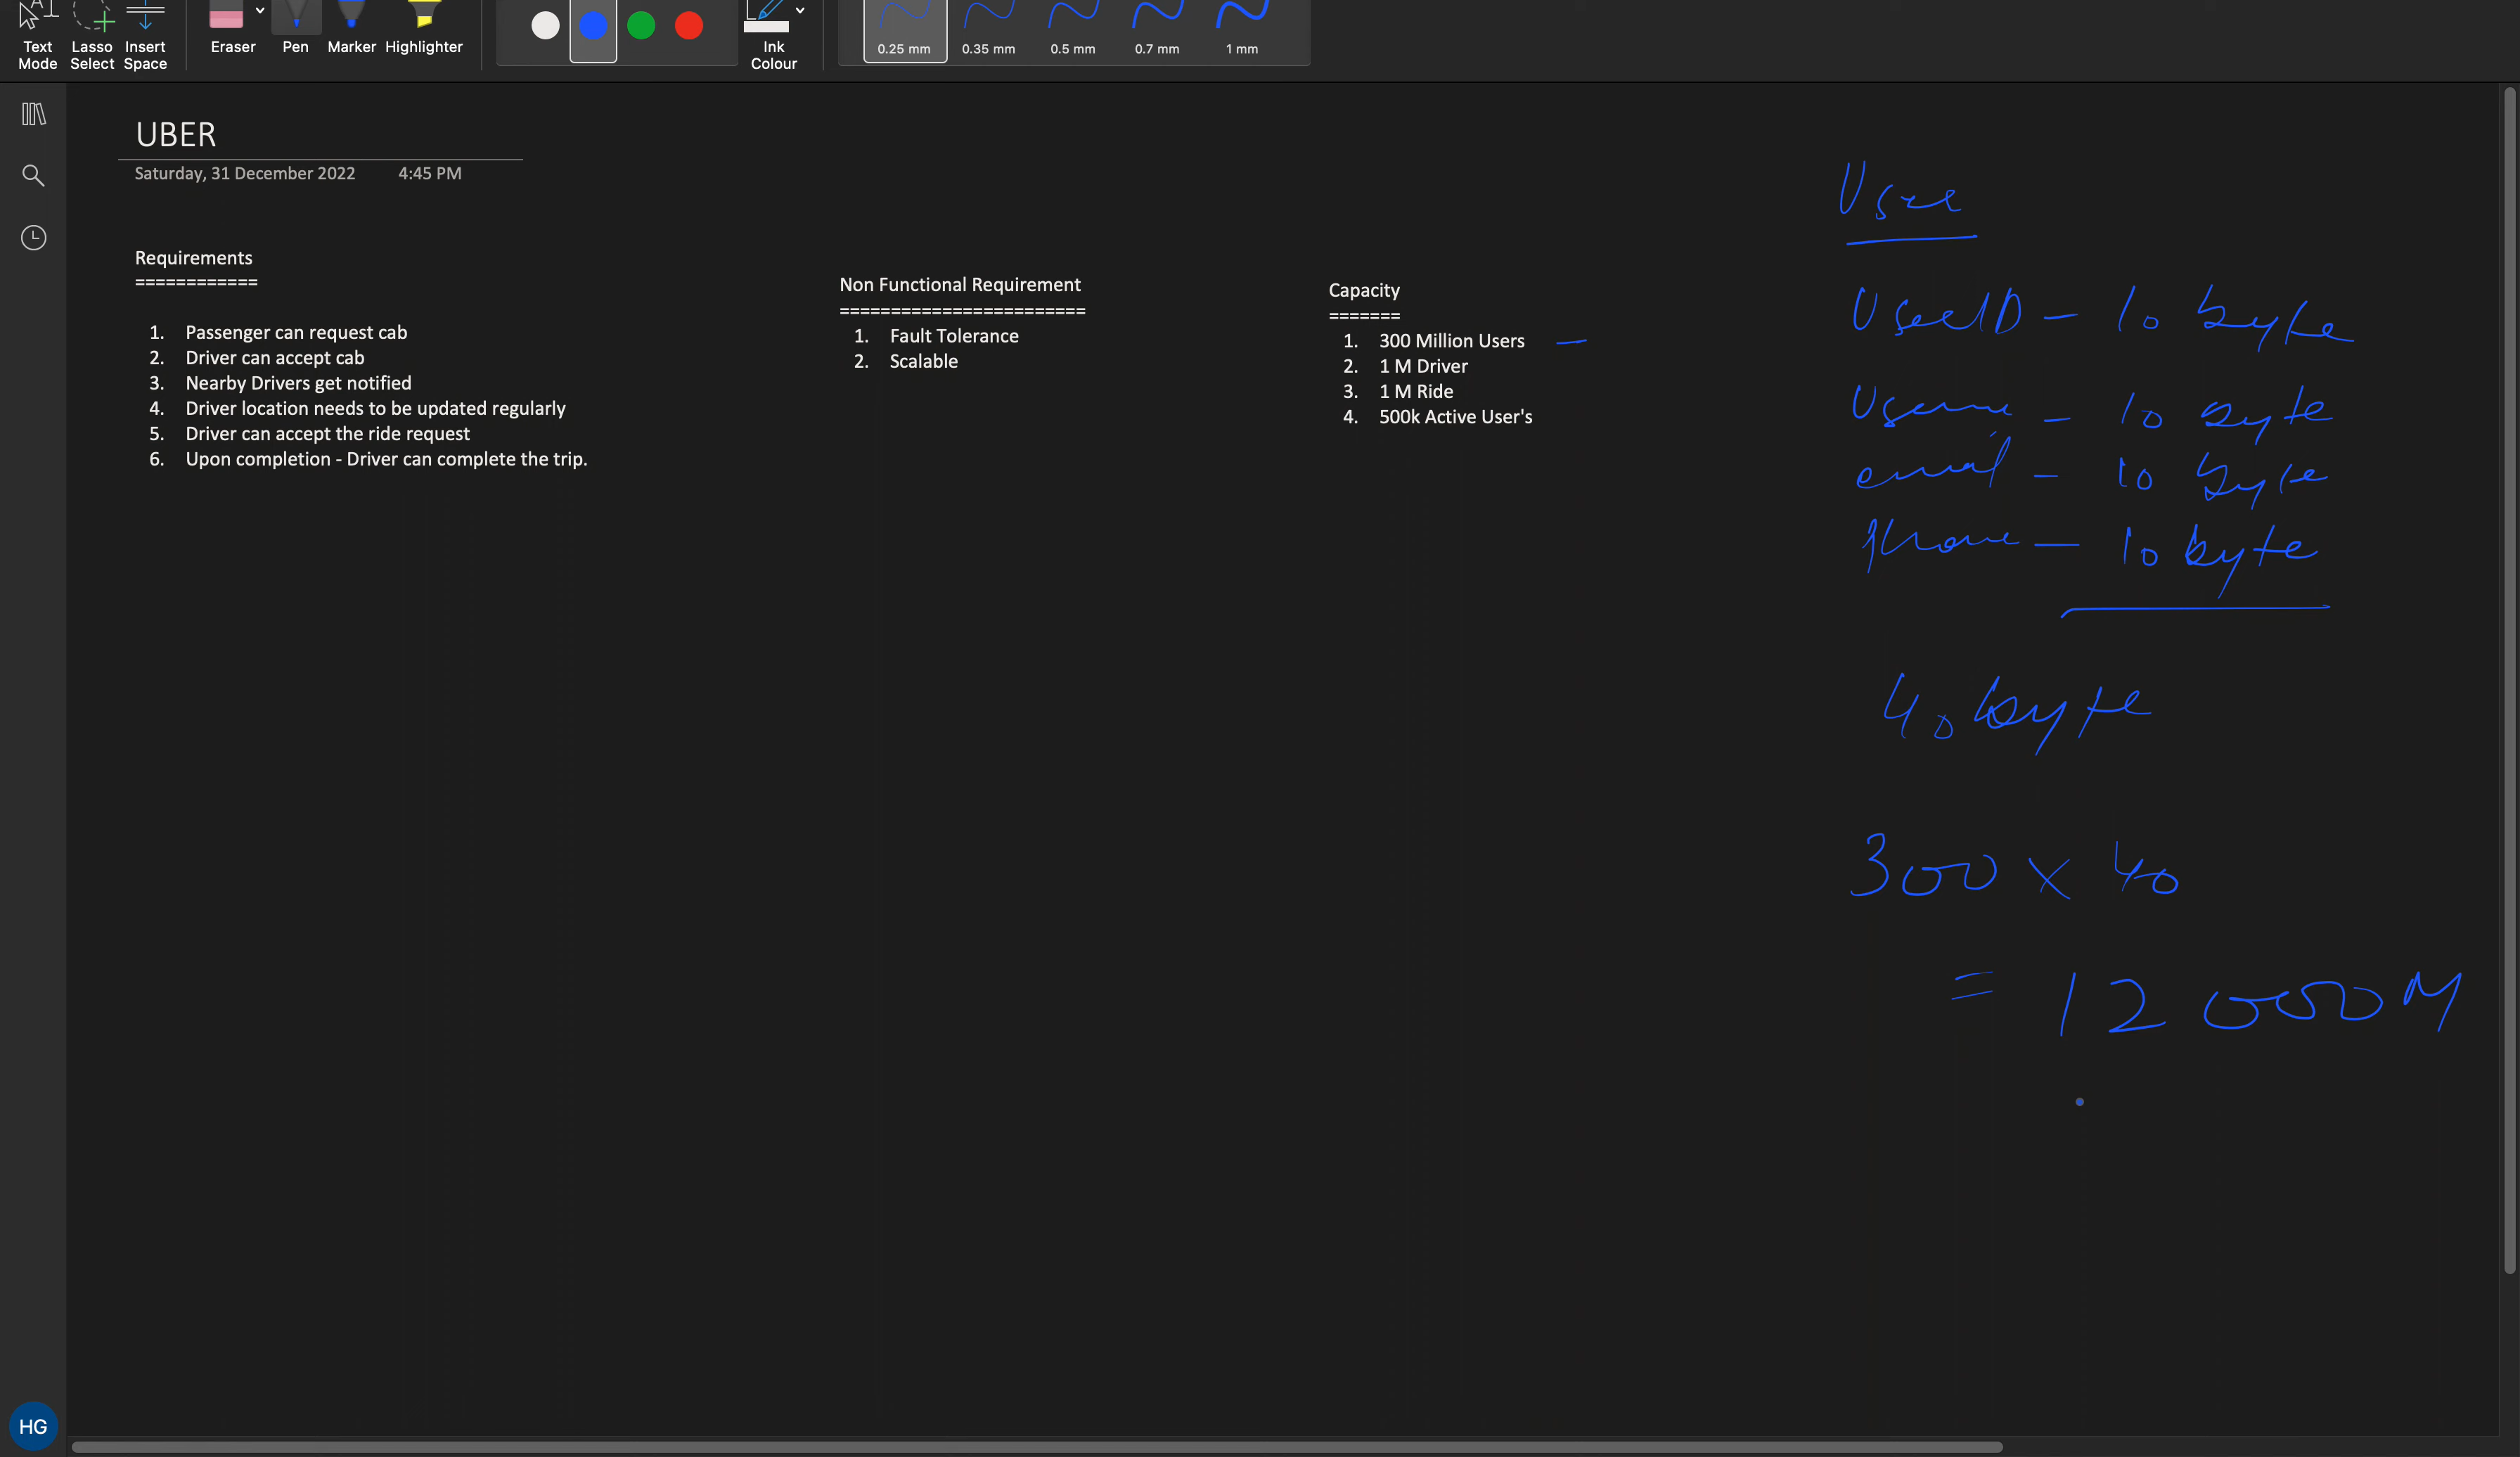 Text Mode
Lasso Select
Insert Space
Eraser
Pen
Marker
Highlighter
Ink Colour
0.25 mm
0.35 mm
0.5 mm
0.7 mm
1 mm
UBER
Saturday, 31 December 2022 4:45 PM
Requirements
============
1. Passenger can request cab
2. Driver can accept cab
3. Nearby Drivers get notified
4. Driver location needs to be updated regularly
5. Driver can accept the ride request
6. Upon completion - Driver can complete the trip.
Non Functional Requirement
========================
1. Fault Tolerance
2. Scalable
Capacity
=======
1. 300 Million Users —
2. 1 M Driver
3. 1 M Ride
4. 500k Active User's
User
UserID - 10 byte
- 10 byte
email - 10 byte
phone - 10 byte
40 byte
300 x 40
= 12000 M
HG